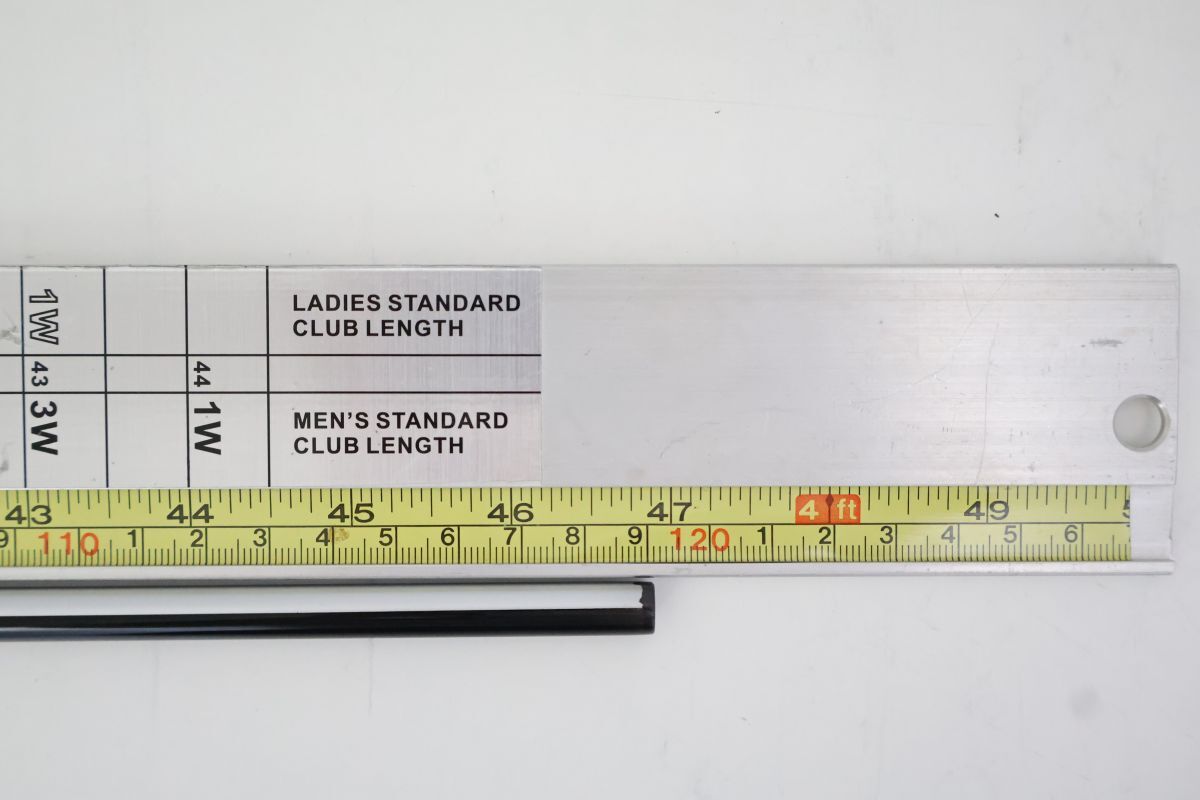 1W
LADIES STANDARD
CLUB LENGTH
43 44
3W 1W
MEN'S STANDARD
CLUB LENGTH
43 44 45 46 47 4 ft 49
9 110 1 2 3 4 5 6 7 8 9 120 1 2 3 4 5 6